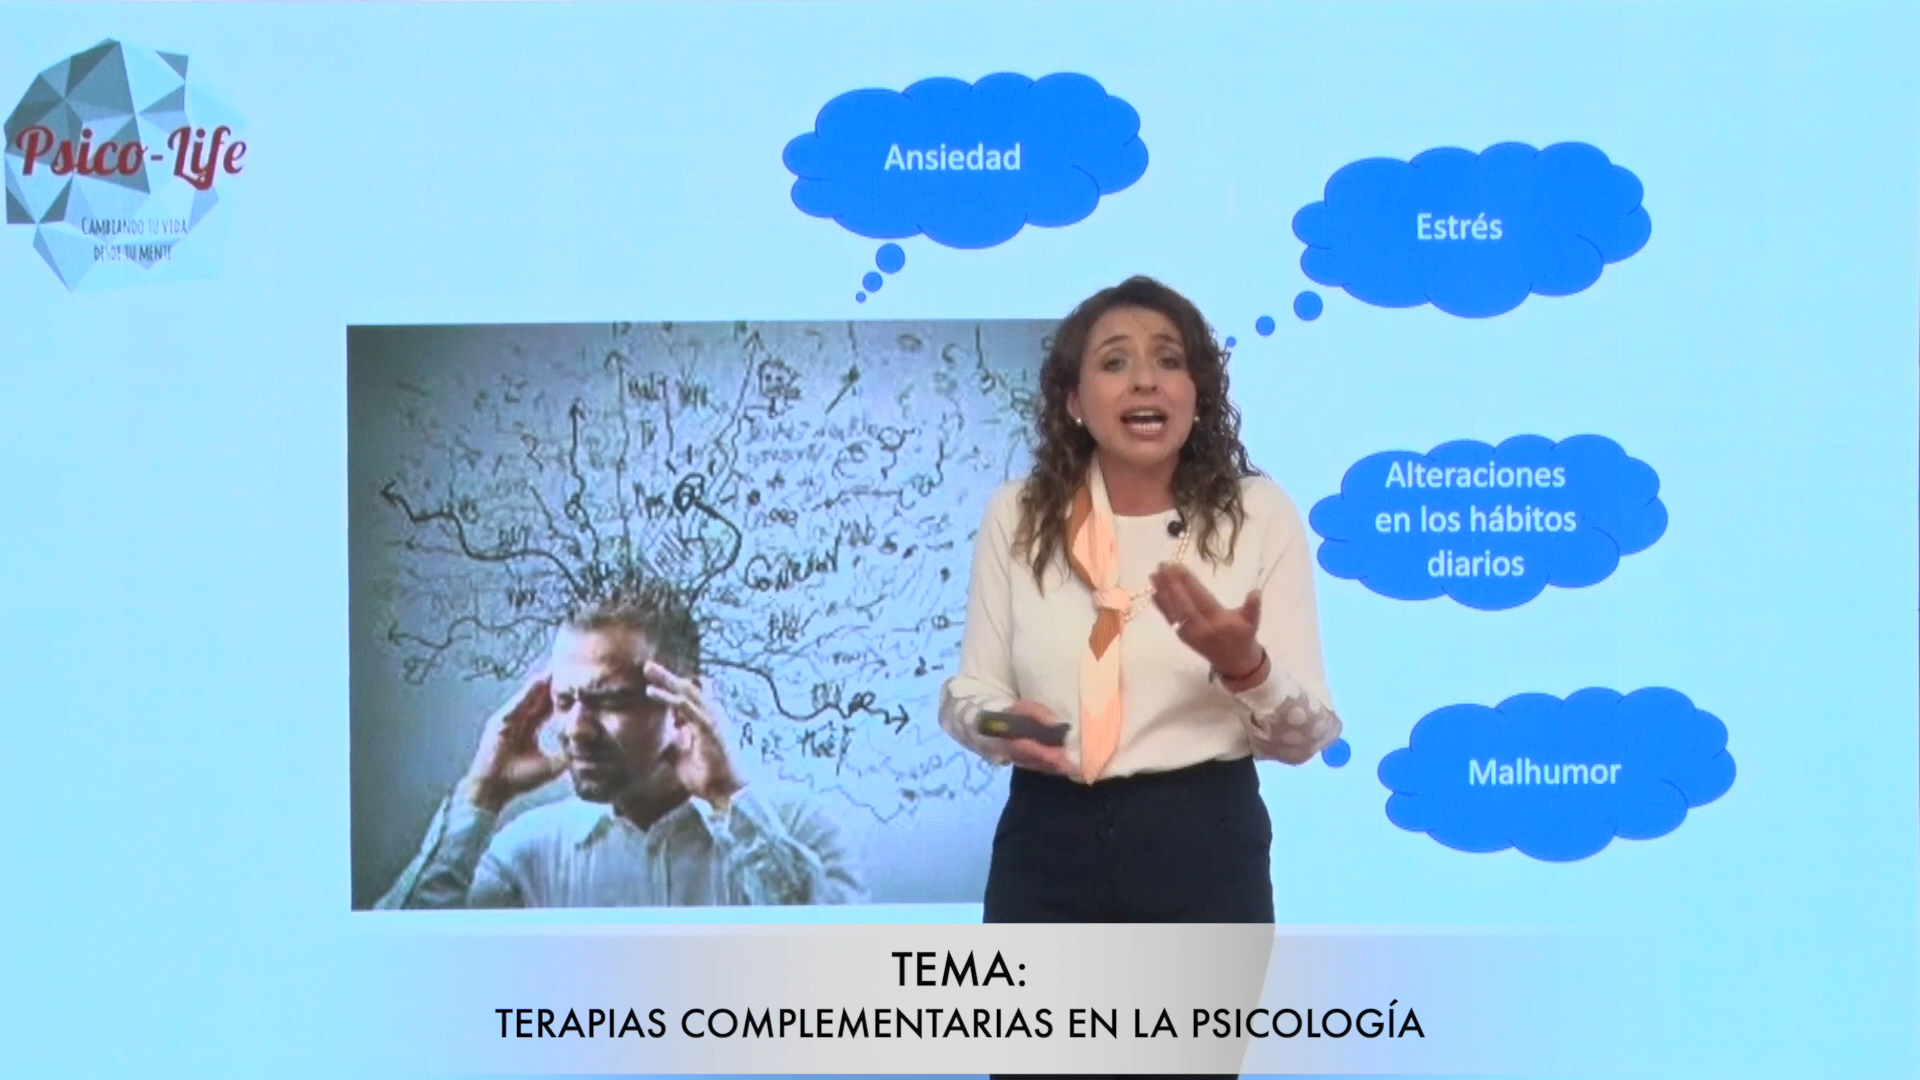 Psico-Life
CAMBIANDO TU VIDA
DESDE TU MENTE
Ansiedad
Estrés
Alteraciones
en los hábitos
diarios
Malhumor
TEMA:
TERAPIAS COMPLEMENTARIAS EN LA PSICOLOGÍA